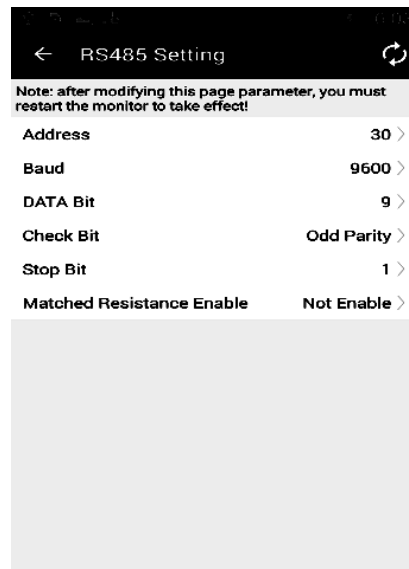 RS485 Setting
Note: after modifying this page parameter, you must
restart the monitor to take effect!
Address 30
Baud 9600
DATA Bit 9
Check Bit Odd Parity
Stop Bit 1
Matched Resistance Enable Not Enable